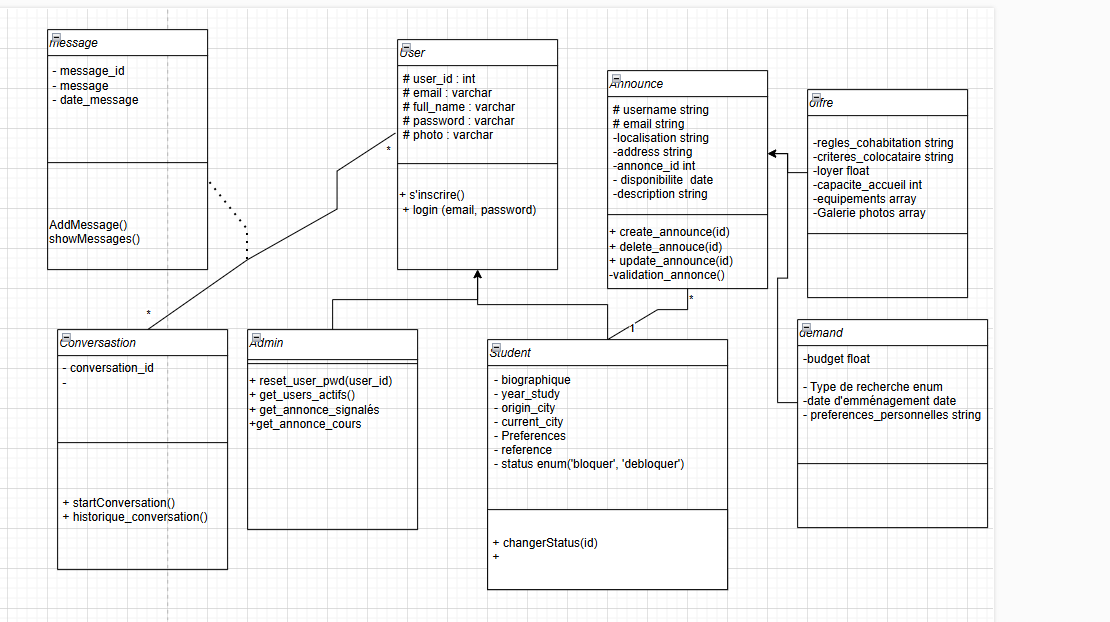 message
- message_id
- message
- date_message
AddMessage()
showMessages()
User
# user_id : int
# email : varchar
# full_name : varchar
# password : varchar
# photo : varchar
+ s'inscrire()
+ login (email, password)
*
*
Announce
# username string
# email string
-localisation string
-address string
-annonce_id int
- disponibilite date
-description string
+ create_announce(id)
+ delete_annouce(id)
+ update_announce(id)
-validation_annonce()
*
1
offre
-regles_cohabitation string
-criteres_colocataire string
-loyer float
-capacite_accueil int
-equipements array
-Galerie photos array
demand
-budget float
- Type de recherche enum
-date d'emménagement date
- preferences_personnelles string
Conversastion
- conversation_id
-
+ startConversation()
+ historique_conversation()
Admin
+ reset_user_pwd(user_id)
+ get_users_actifs()
+ get_annonce_signalés
+get_annonce_cours
Student
- biographique
- year_study
- origin_city
- current_city
- Preferences
- reference
- status enum('bloquer', 'debloquer')
+ changerStatus(id)
+